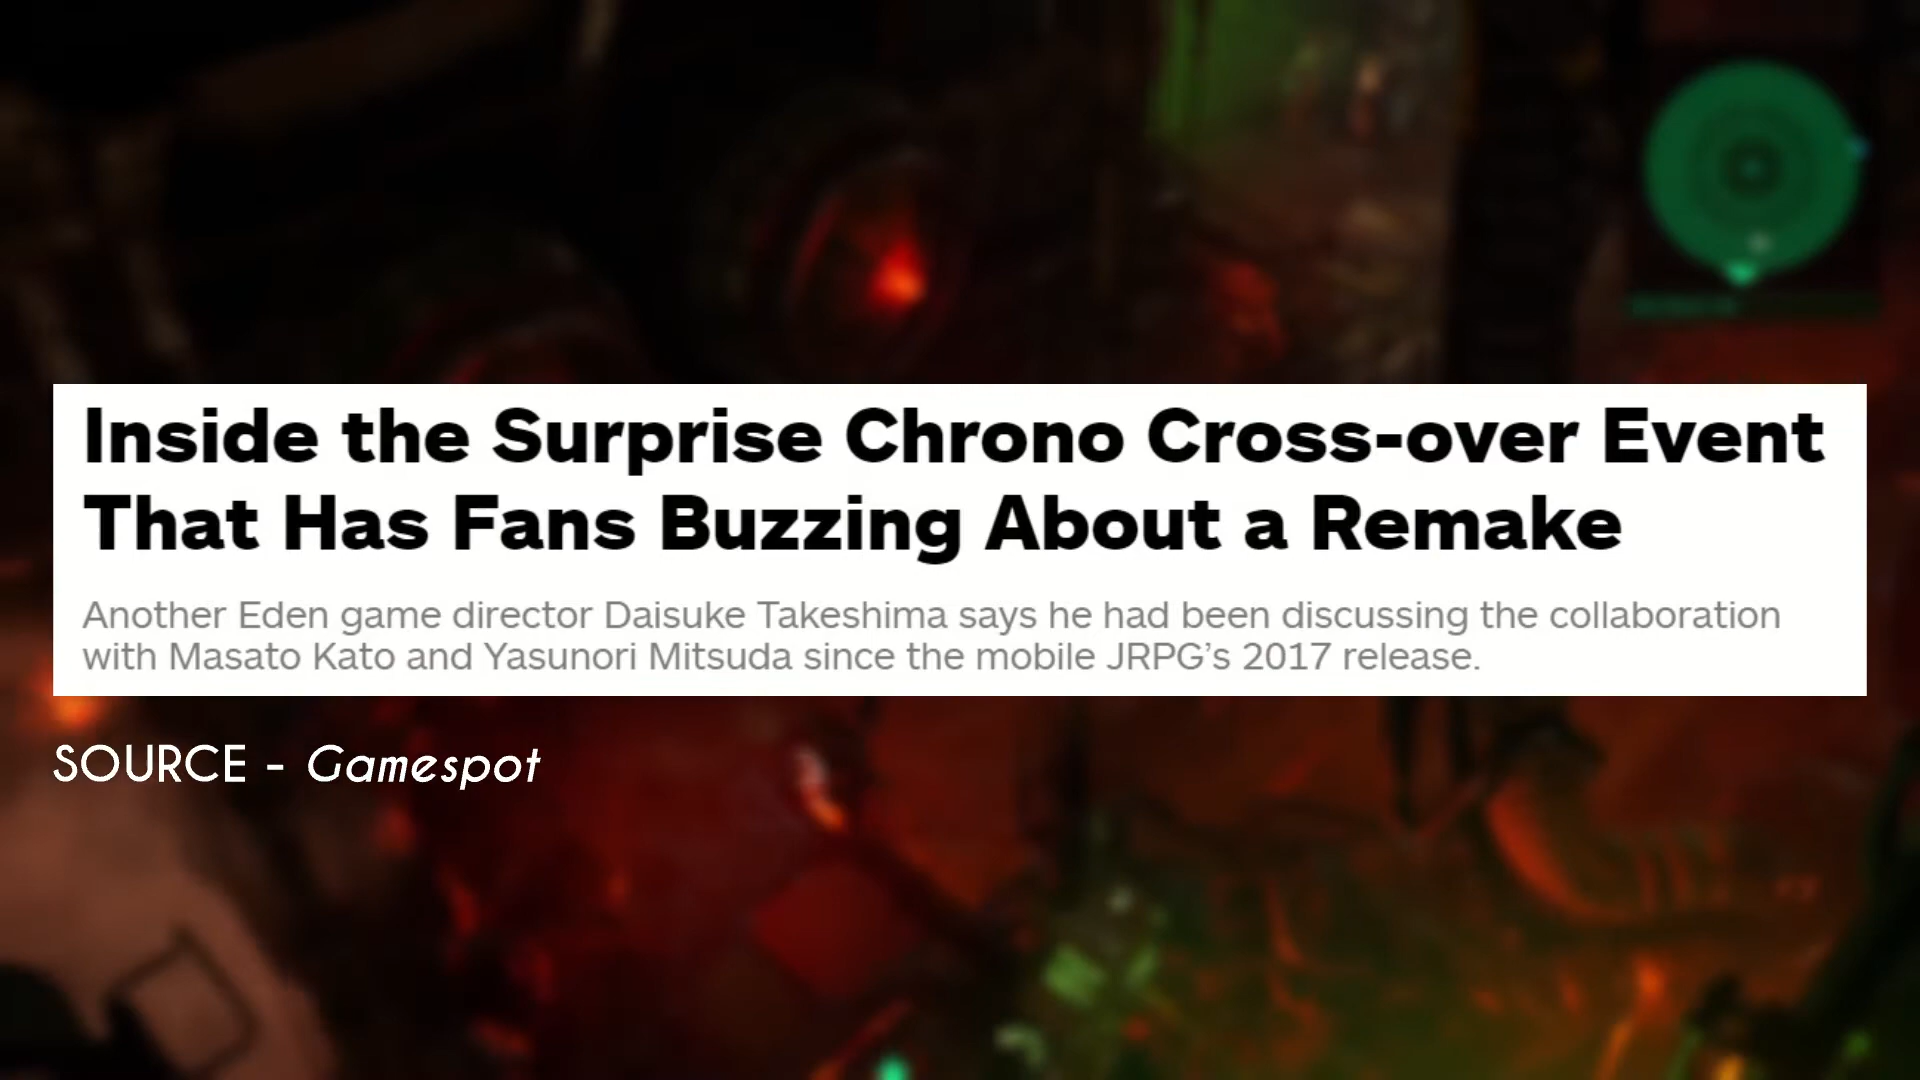 Inside the Surprise Chrono Cross-over Event
That Has Fans Buzzing About a Remake
Another Eden game director Daisuke Takeshima says he had been discussing the collaboration
with Masato Kato and Yasunori Mitsuda since the mobile JRPG’s 2017 release.
SOURCE - Gamespot